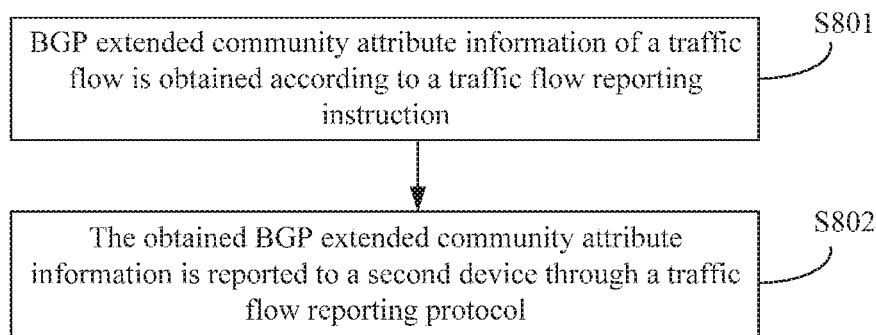 BGP extended community attribute information of a traffic
flow is obtained according to a traffic flow reporting
instruction
S801
The obtained BGP extended community attribute
information is reported to a second device through a traffic
flow reporting protocol
S802